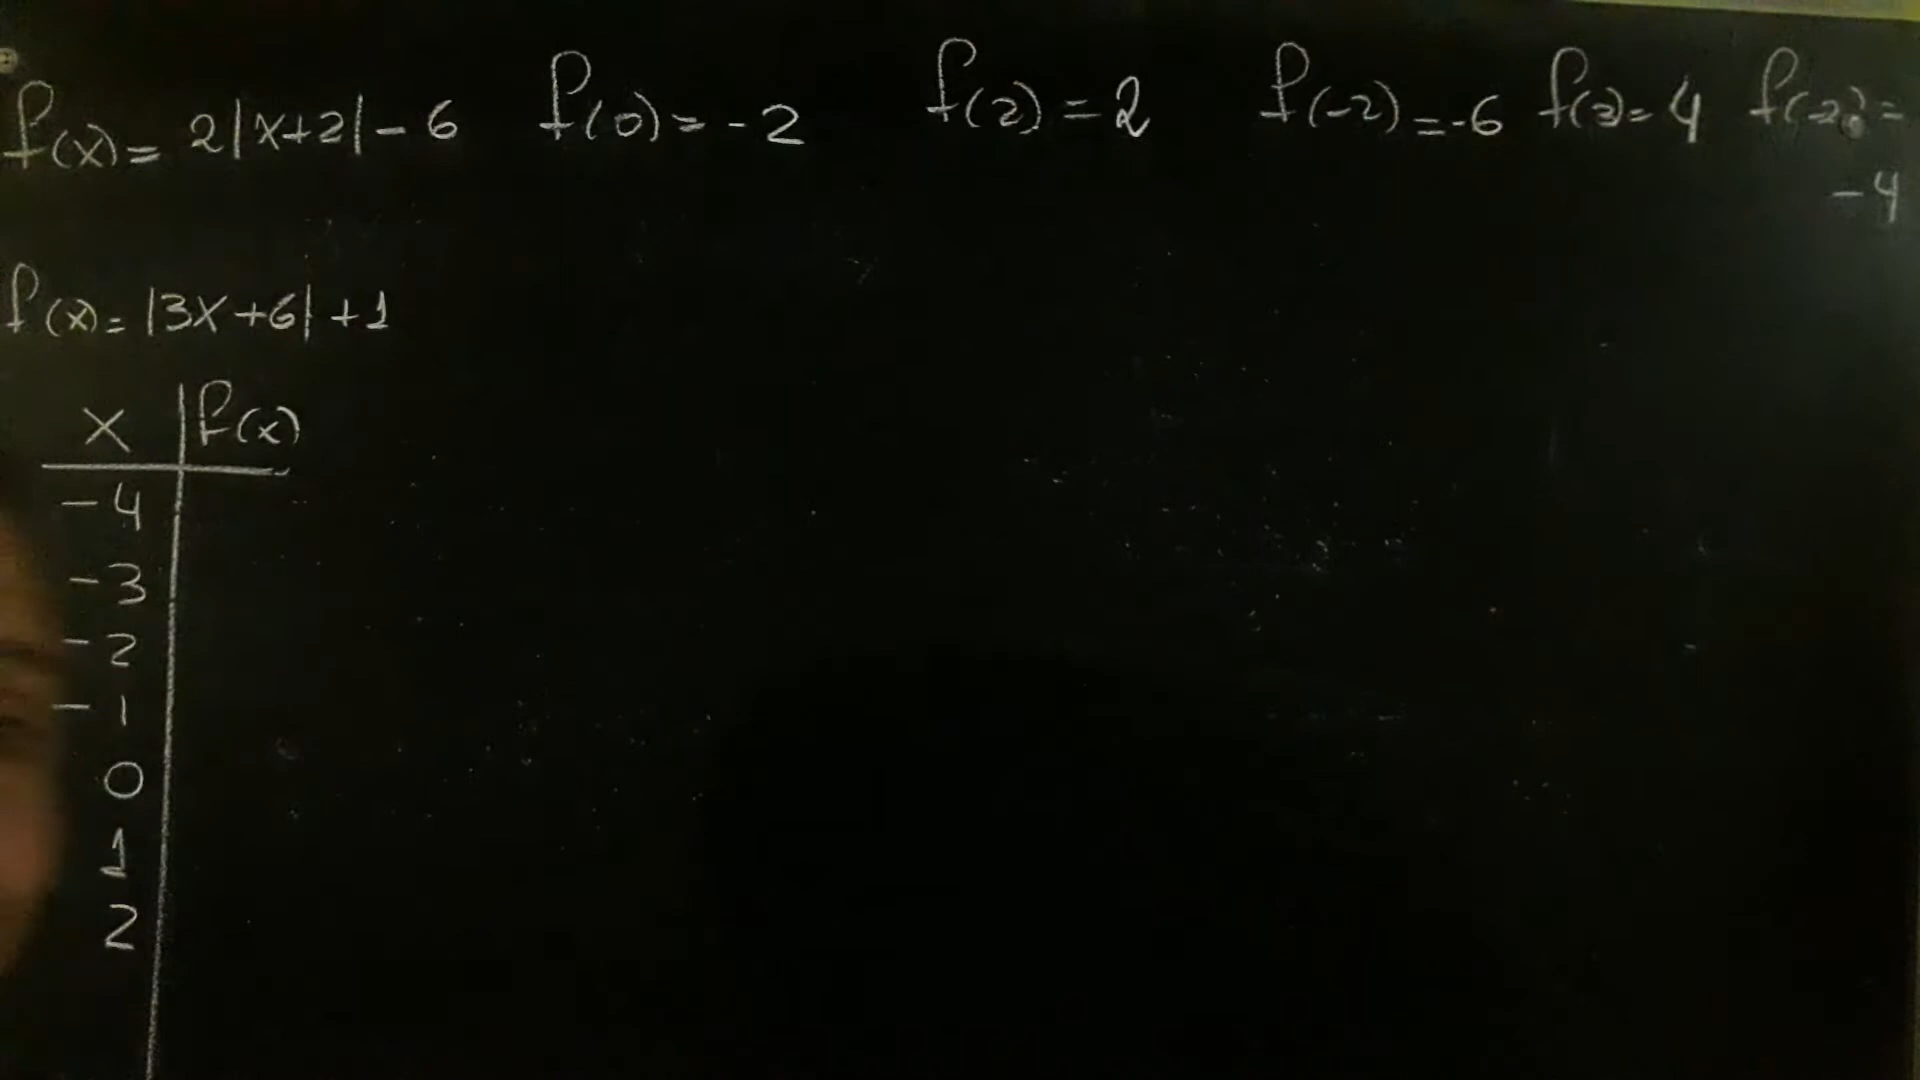 f(x)= 2|x+2|-6 f(0)=-2 f(2)=2 f(-2)=-6 f(3)=4
-4
f(x)= |3x+6|+1
x f(x)
-4
-3
-2
-1
0
1
2